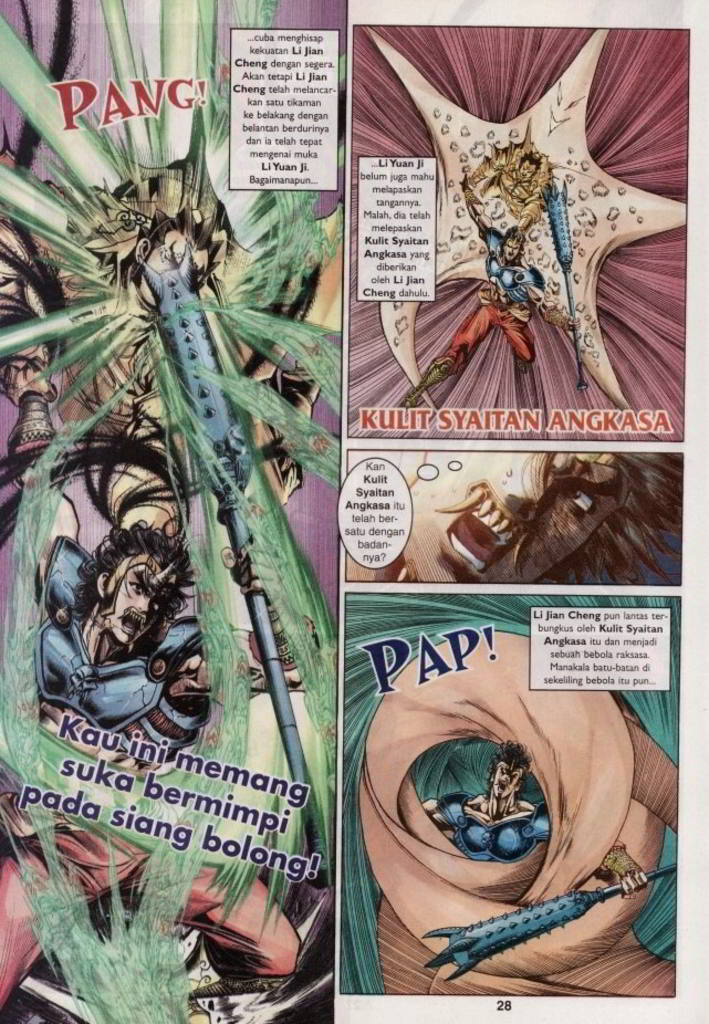 ...cuba menghisap
kekuatan Li Jian
Cheng dengan segera.
Akan tetapi Li Jian
Cheng telah melancar-
kan satu tikaman
ke belakang dengan
belantan berdurinya
dan ia telah tepat
mengenai muka
Li Yuan Ji.
Bagaimanapun...
PANG!
Kau ini memang
suka bermimpi
pada siang bolong!
...Li Yuan Ji
belum juga mahu
melapaskan
tangannya.
Malah, dia telah
melepaskan
Kulit Syaitan
Angkasa yang
diberikan
oleh Li Jian
Cheng dahulu.
KULIT SYAITAN ANGKASA
Kan
Kulit
Syaitan
Angkasa itu
telah ber-
satu dengan
badan-
nya?
Li Jian Cheng pun lantas ter-
bungkus oleh Kulit Syaitan
Angkasa itu dan menjadi
sebuah bebola raksasa.
Manakala batu-batan di
sekeliling bebola itu pun...
PAP!
28